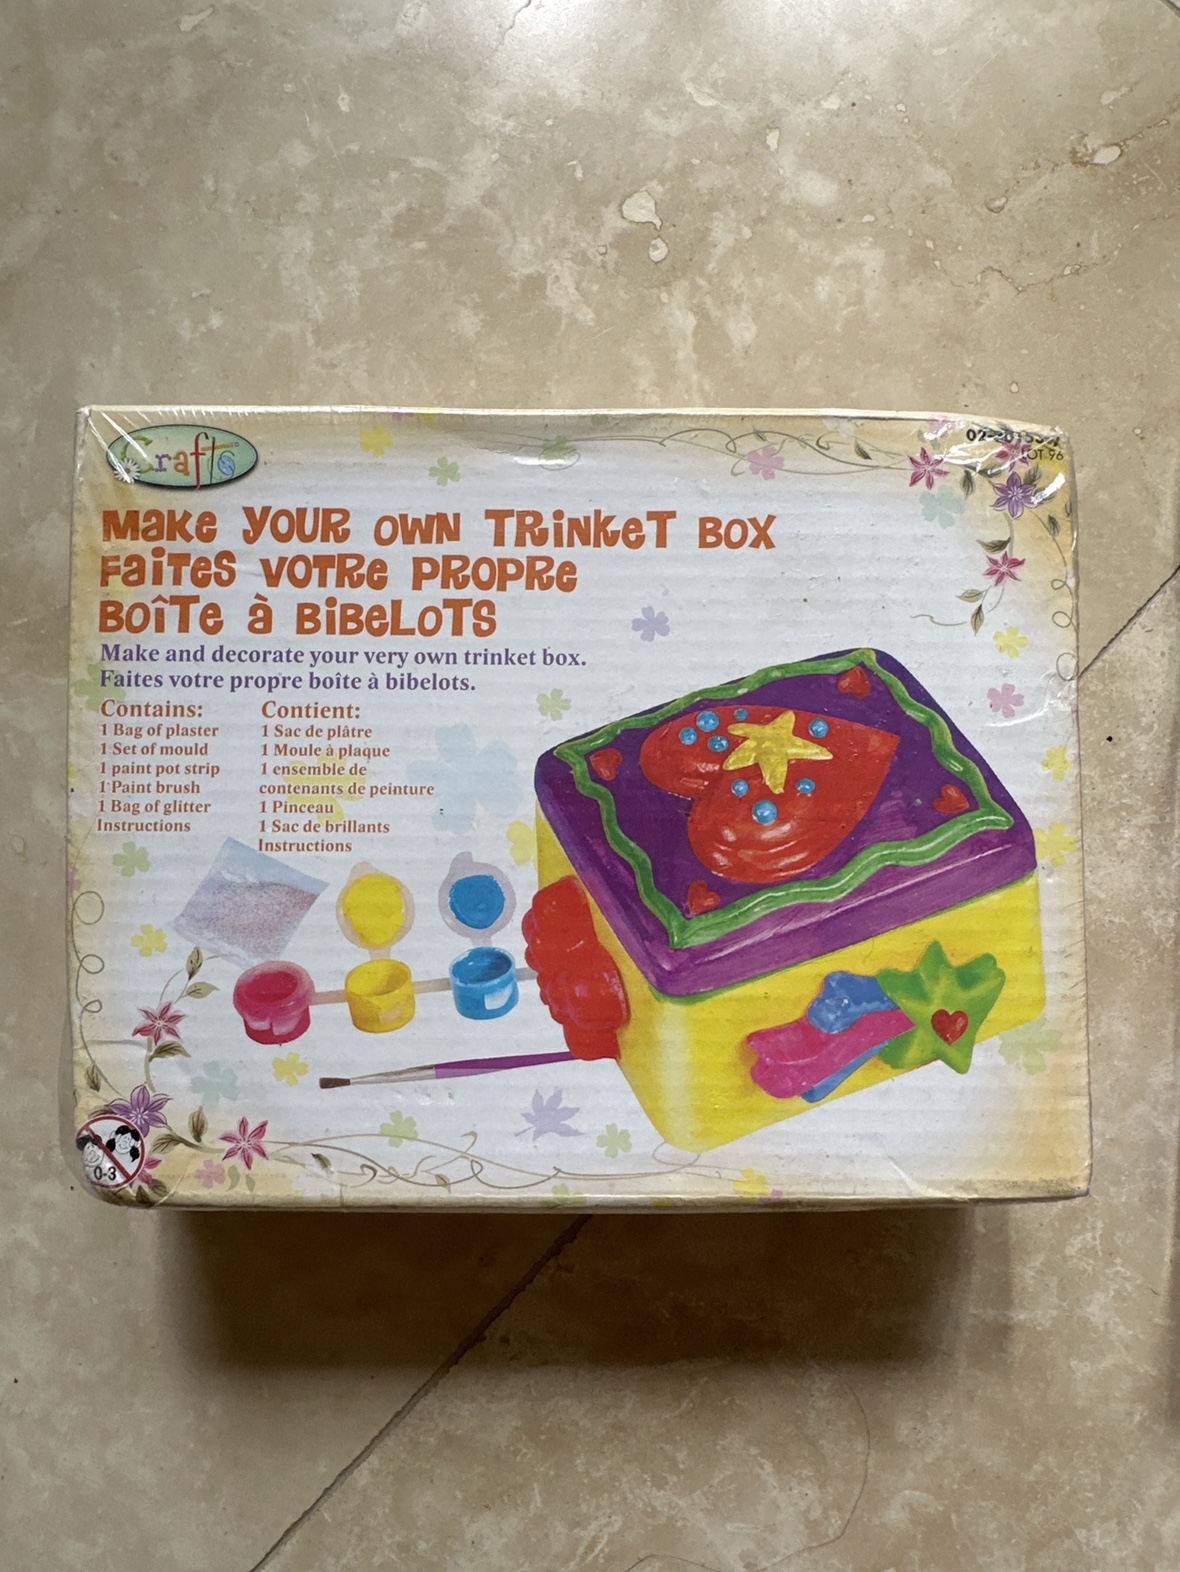 Crafts
LOT 96
Make YOUR OWN TRinkeT BOX
FaiTes VOTRe PROPRe
BOîTe à BiBeLOTS
Make and decorate your very own trinket box.
Faites votre propre boîte à bibelots.
Contains:
1 Bag of plaster
1 Set of mould
1 paint pot strip
1 Paint brush
1 Bag of glitter
Instructions
Contient:
1 Sac de plâtre
1 Moule à plaque
1 ensemble de
contenants de peinture
1 Pinceau
1 Sac de brillants
Instructions
0-3